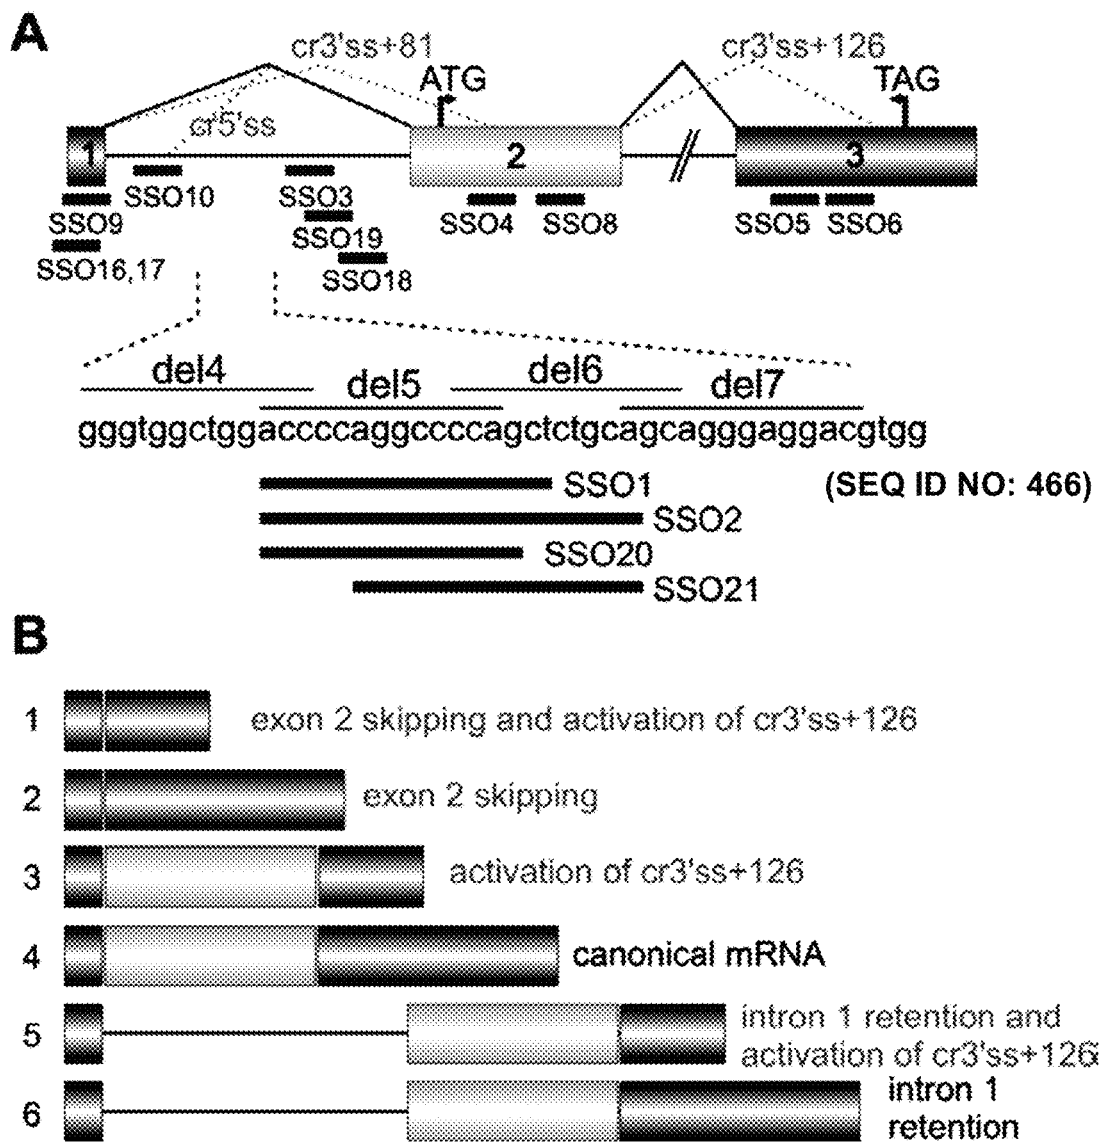 A
cr3'ss+81
cr3'ss+126
ATG
TAG
cr5'ss
1
2
3
SSO10
SSO3
SSO9
SSO4
SSO8
SSO5
SSO6
SSO19
SSO16,17
SSO18
del4
del5
del6
del7
gggtggctggaccccaggccccagctctgcagcagggaggacgtgg
SSO1
(SEQ ID NO: 466)
SSO2
SSO20
SSO21
B
1
exon 2 skipping and activation of cr3'ss+126
2
exon 2 skipping
3
activation of cr3'ss+126
4
canonical mRNA
5
intron 1 retention and
activation of cr3'ss+126
6
intron 1
retention